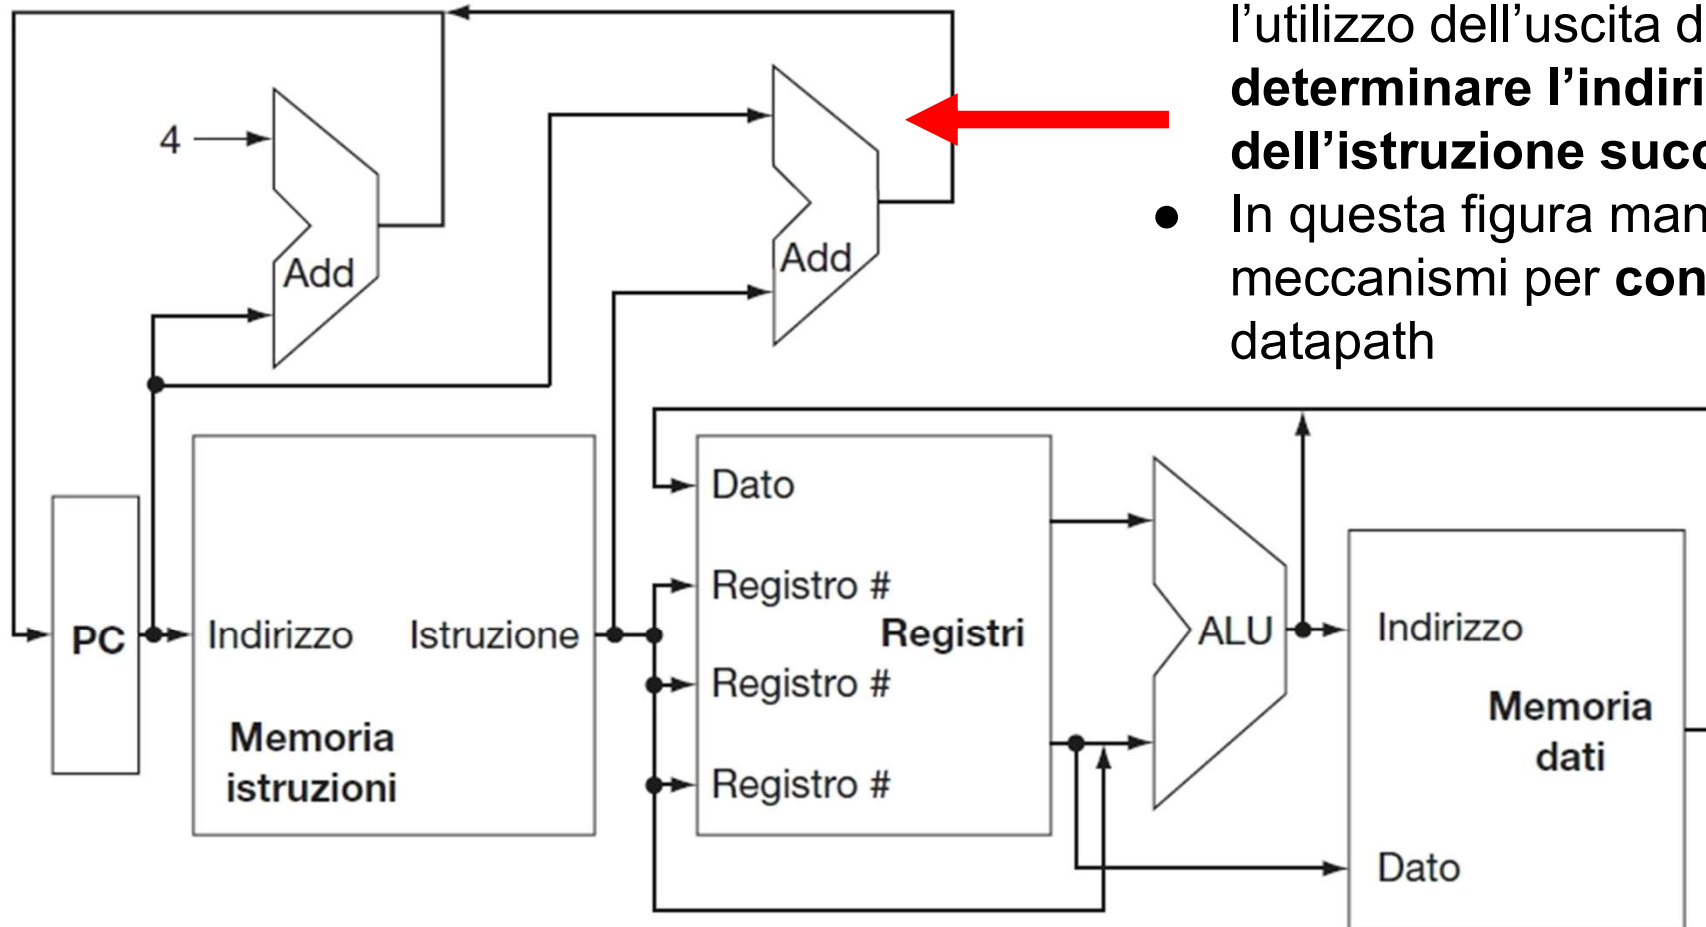 l’utilizzo dell’uscita d
determinare l’indiri
dell’istruzione succ
● In questa figura man
meccanismi per con
datapath
4
Add
Add
Dato
Registro #
PC
Indirizzo
Istruzione
Registri
ALU
Indirizzo
Registro #
Memoria
istruzioni
Memoria
dati
Registro #
Dato